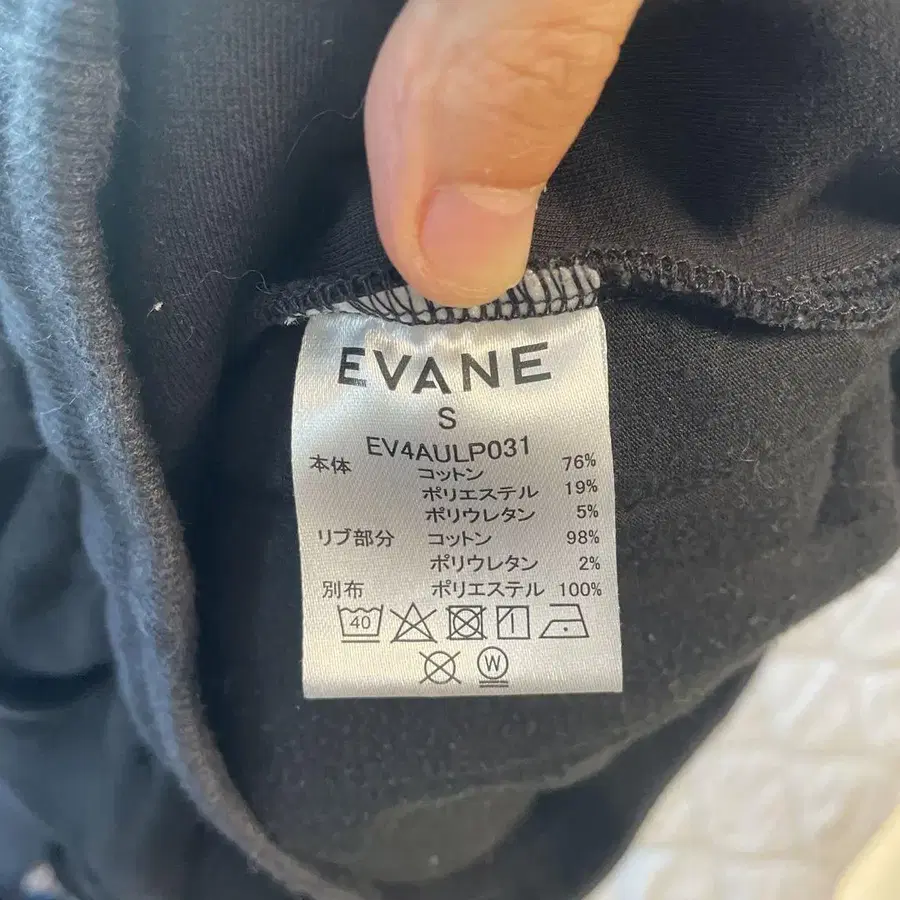 EVANE
S
EV4AULP031
本体 コットン 76%
ポリエステル 19%
ポリウレタン 5%
リブ部分 コットン 98%
ポリウレタン 2%
別布 ポリエステル 100%
40
W